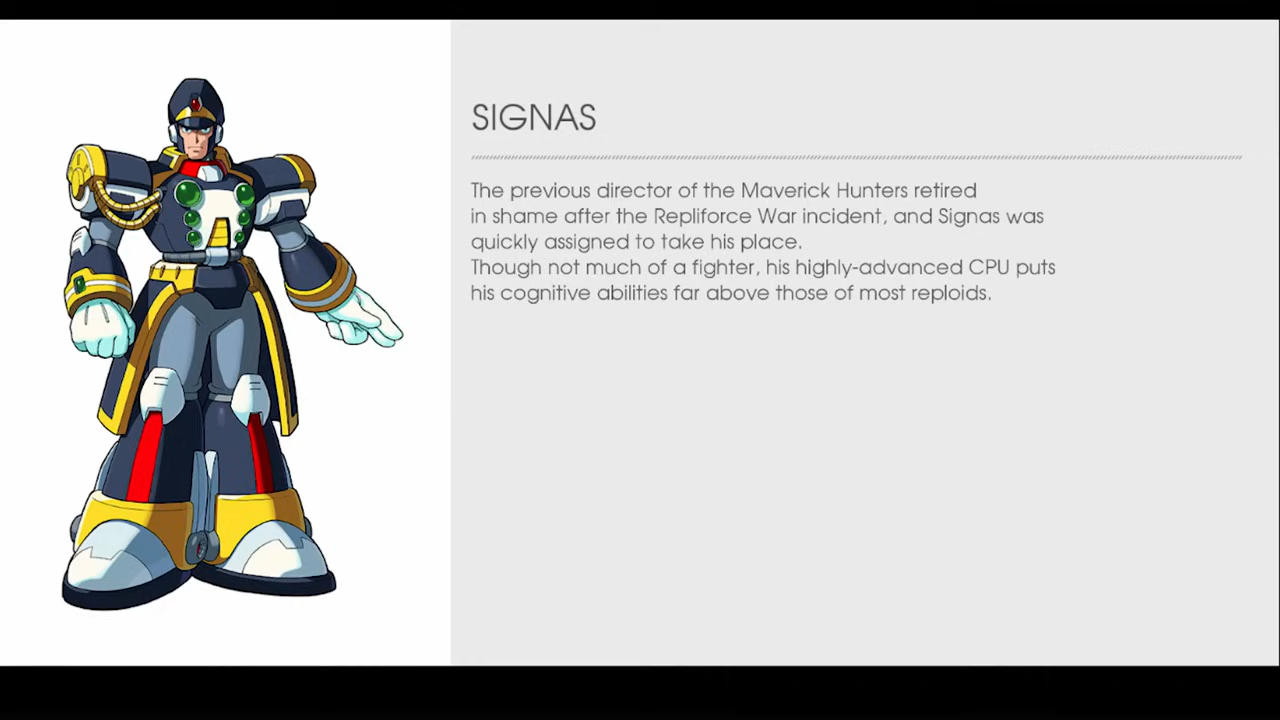 SIGNAS
The previous director of the Maverick Hunters retired
in shame after the Repliforce War incident, and Signas was
quickly assigned to take his place.
Though not much of a fighter, his highly-advanced CPU puts
his cognitive abilities far above those of most reploids.